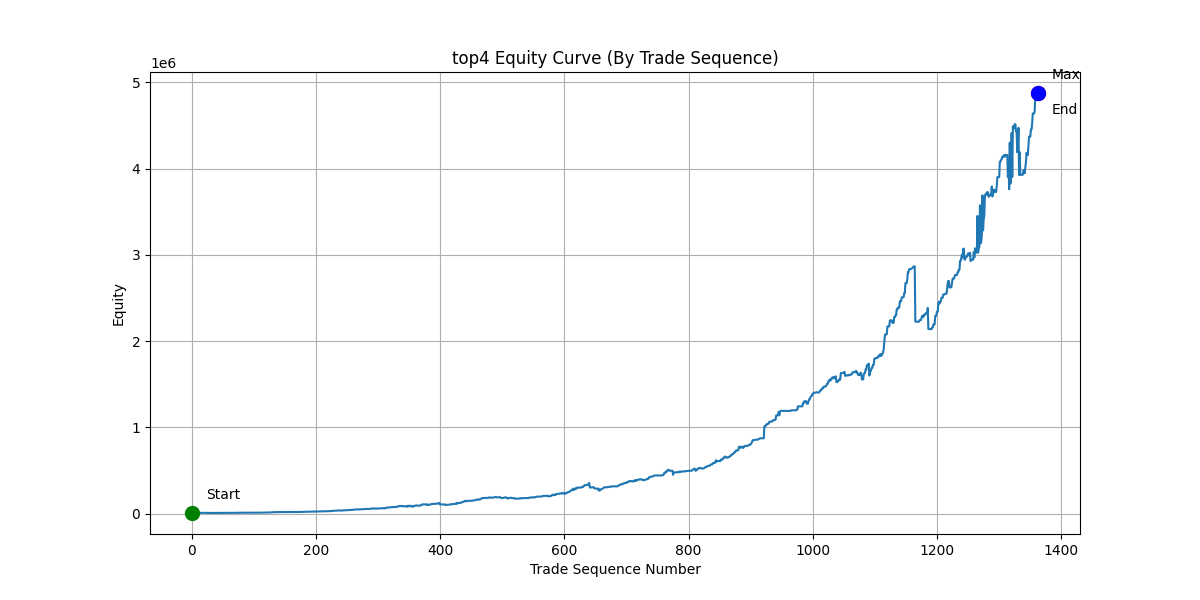 top4 Equity Curve (By Trade Sequence)
1e6
Max
End
Start
5
4
3
2
1
0
Equity
0 200 400 600 800 1000 1200 1400
Trade Sequence Number